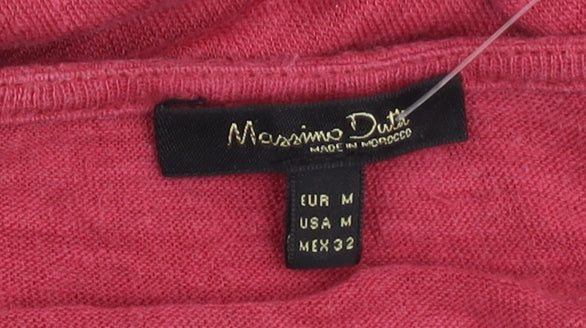 Massimo Dutti
MADE IN MOROCCO
EUR M
USA M
MEX 32